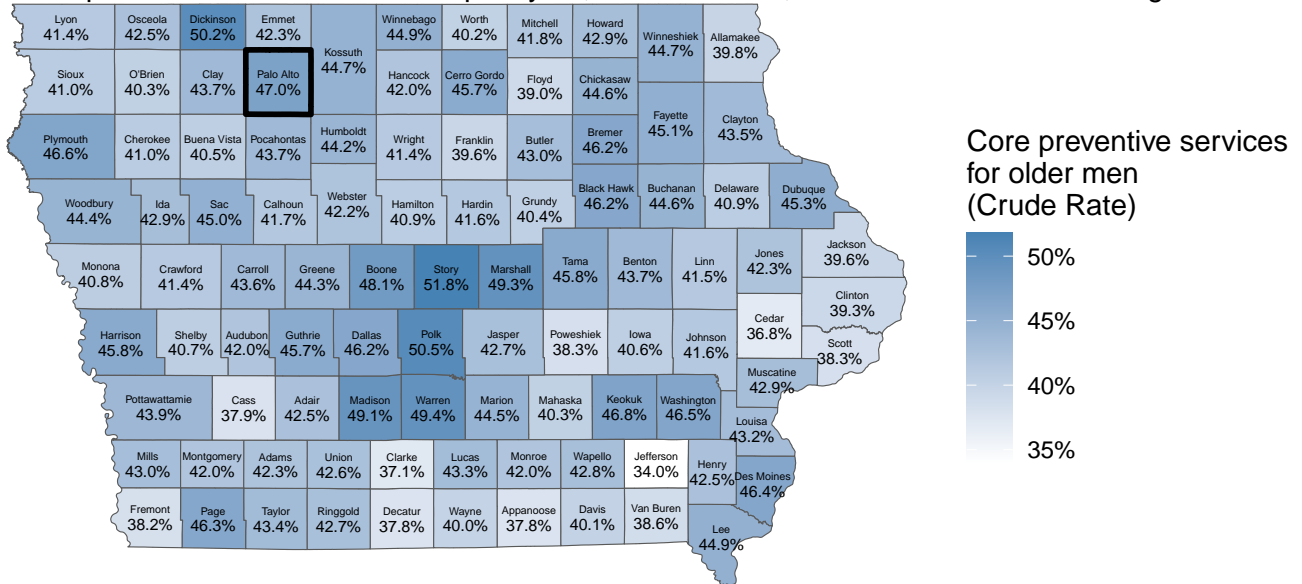 Lyon
41.4%
Osceola
42.5%
Dickinson
50.2%
Emmet
42.3%
Kossuth
44.7%
Winnebago
44.9%
Worth
40.2%
Mitchell
41.8%
Howard
42.9%
Winneshiek
44.7%
Allamakee
39.8%
Sioux
41.0%
O'Brien
40.3%
Clay
43.7%
Palo Alto
47.0%
Hancock
42.0%
Cerro Gordo
45.7%
Floyd
39.0%
Chickasaw
44.6%
Fayette
45.1%
Clayton
43.5%
Plymouth
46.6%
Cherokee
41.0%
Buena Vista
40.5%
Pocahontas
43.7%
Humboldt
44.2%
Wright
41.4%
Franklin
39.6%
Butler
43.0%
Bremer
46.2%
Woodbury
44.4%
Ida
42.9%
Sac
45.0%
Calhoun
41.7%
Webster
42.2%
Hamilton
40.9%
Hardin
41.6%
Grundy
40.4%
Black Hawk
46.2%
Buchanan
44.6%
Delaware
40.9%
Dubuque
45.3%
Monona
40.8%
Crawford
41.4%
Carroll
43.6%
Greene
44.3%
Boone
48.1%
Story
51.8%
Marshall
49.3%
Tama
45.8%
Benton
43.7%
Linn
41.5%
Jones
42.3%
Jackson
39.6%
Clinton
39.3%
Harrison
45.8%
Shelby
40.7%
Audubon
42.0%
Guthrie
45.7%
Dallas
46.2%
Polk
50.5%
Jasper
42.7%
Poweshiek
38.3%
Iowa
40.6%
Johnson
41.6%
Cedar
36.8%
Scott
38.3%
Muscatine
42.9%
Pottawattamie
43.9%
Cass
37.9%
Adair
42.5%
Madison
49.1%
Warren
49.4%
Marion
44.5%
Mahaska
40.3%
Keokuk
46.8%
Washington
46.5%
Louisa
43.2%
Mills
43.0%
Montgomery
42.0%
Adams
42.3%
Union
42.6%
Clarke
37.1%
Lucas
43.3%
Monroe
42.0%
Wapello
42.8%
Jefferson
34.0%
Henry
42.5%
Des Moines
46.4%
Fremont
38.2%
Page
46.3%
Taylor
43.4%
Ringgold
42.7%
Decatur
37.8%
Wayne
40.0%
Appanoose
37.8%
Davis
40.1%
Van Buren
38.6%
Lee
44.9%
Core preventive services
for older men
(Crude Rate)
50%
45%
40%
35%